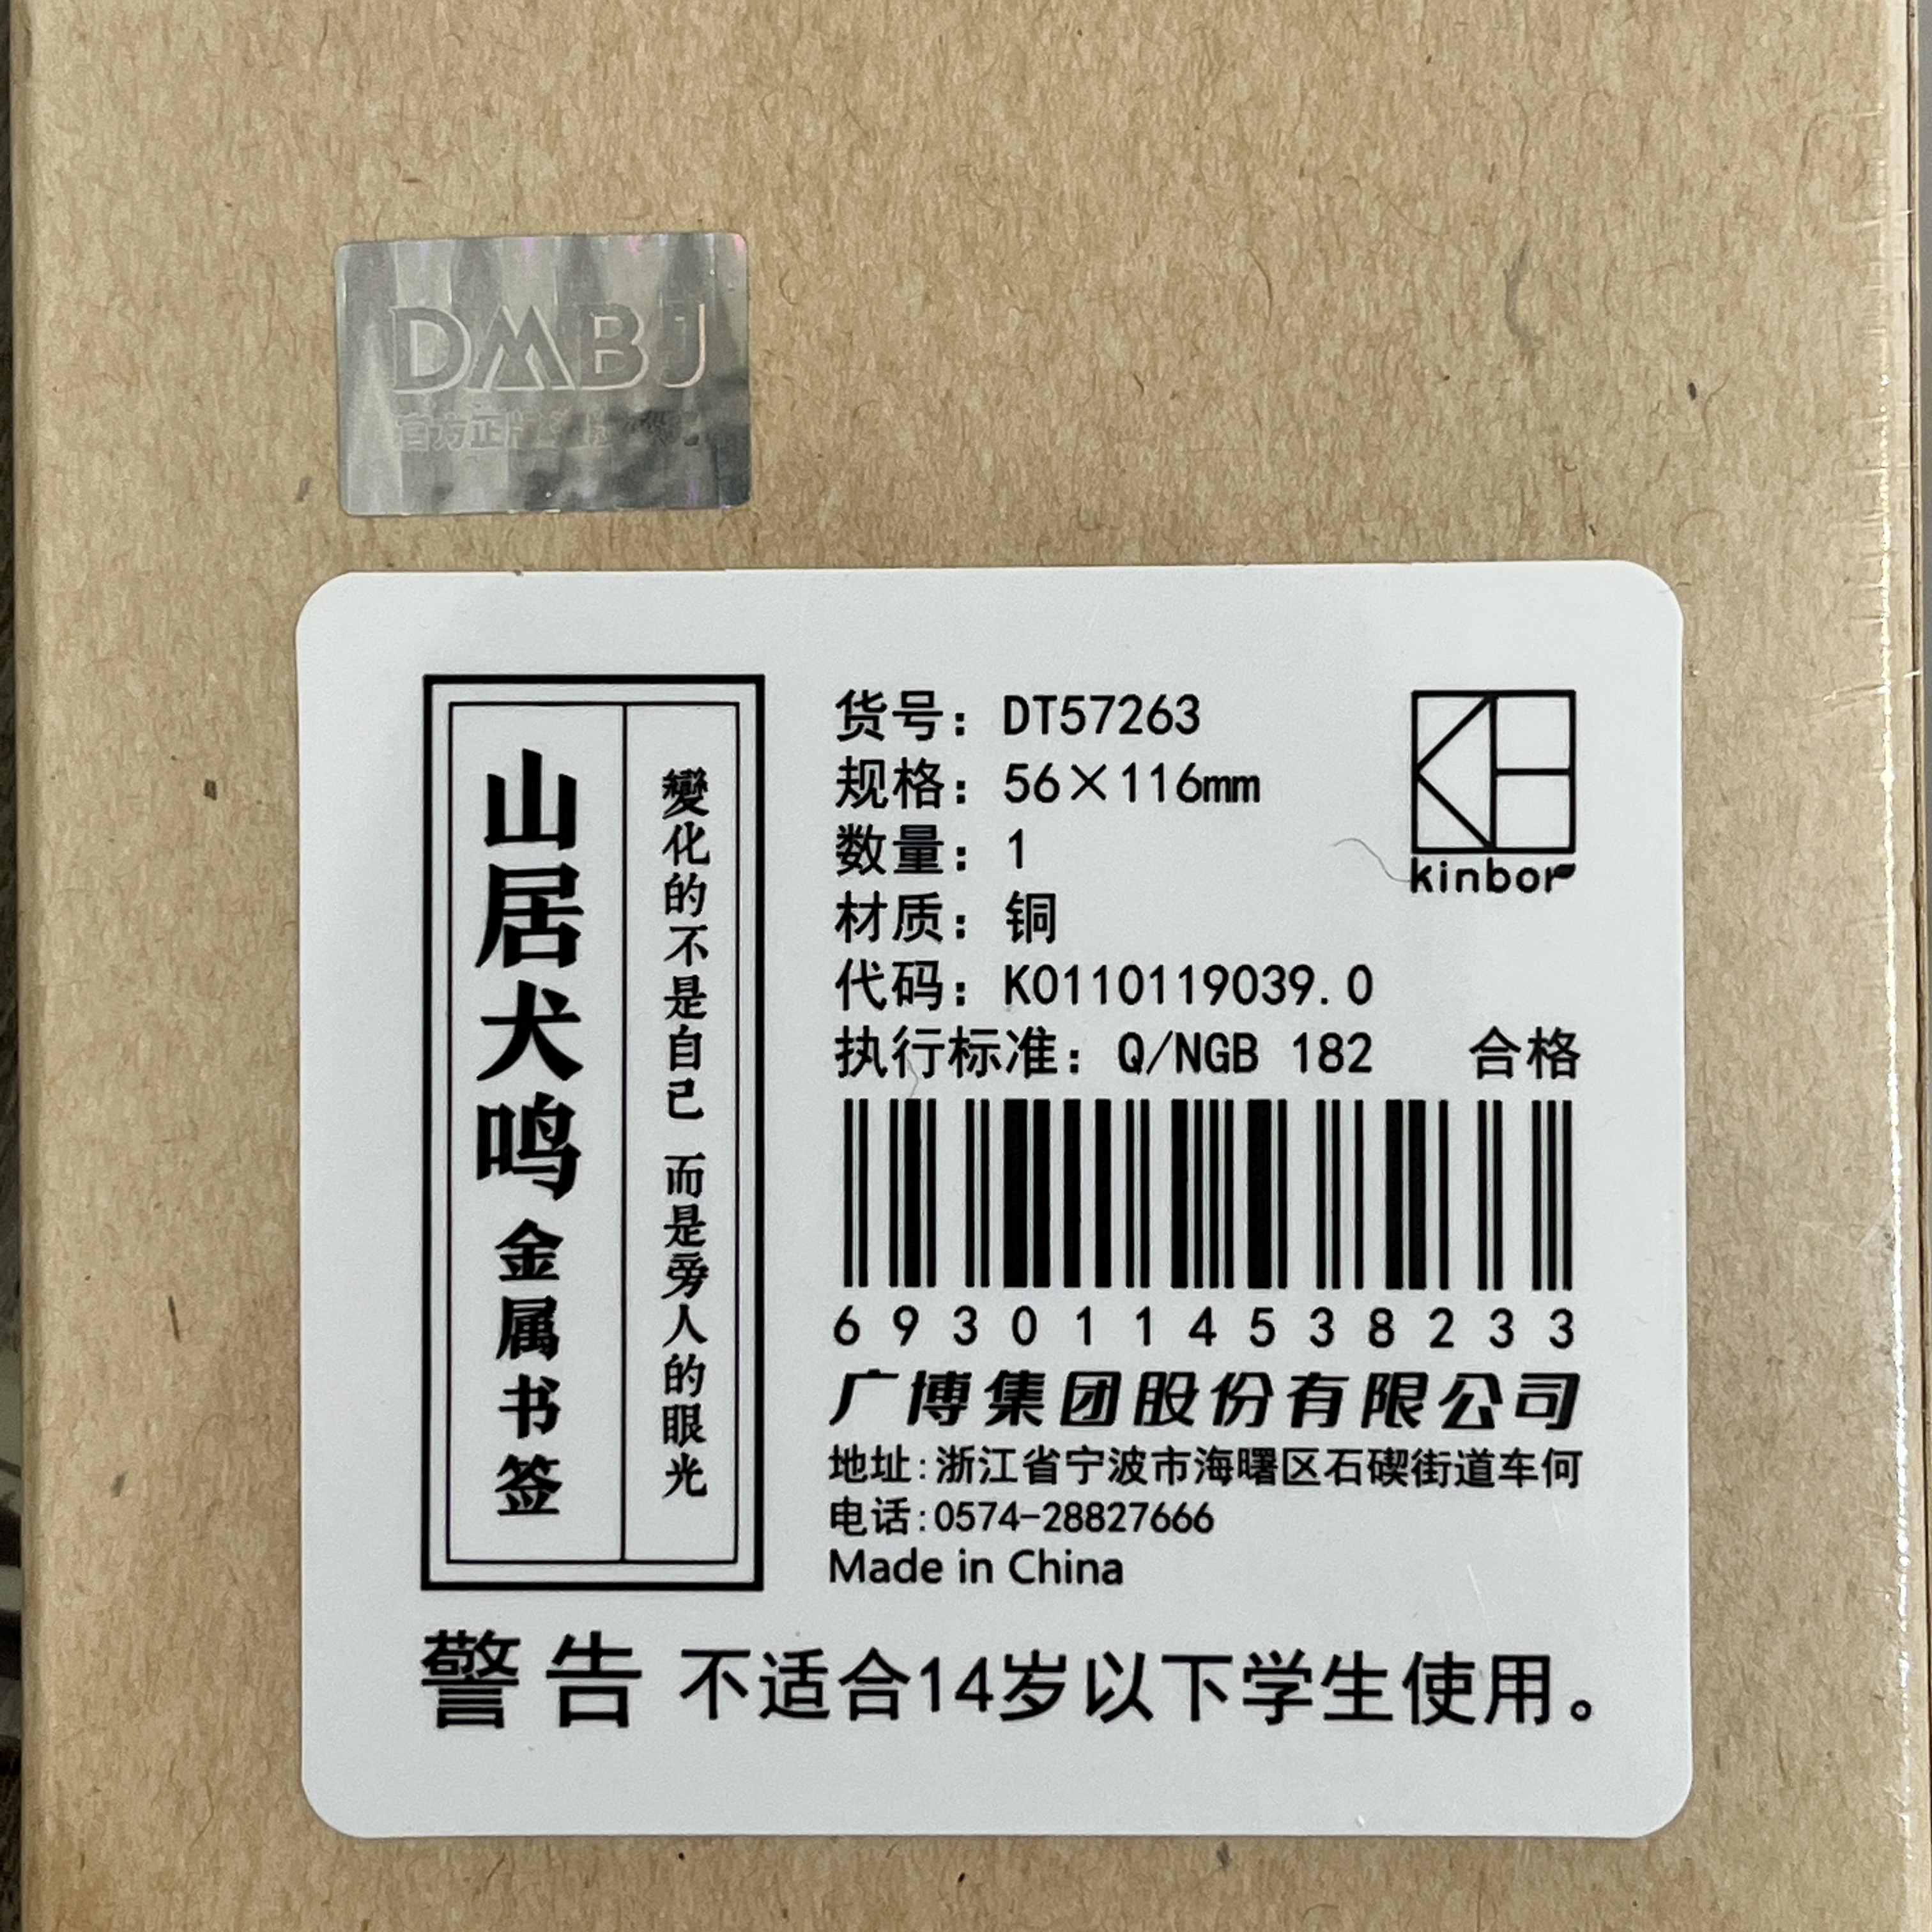 DMBJ
官方正版
山居犬鸣 金属书签
變化的不是自己 而是旁人的眼光
货号：DT57263
规格：56×116mm
数量：1
材质：铜
代码：K0110119039.0
执行标准：Q/NGB 182 合格
kinbor
6930114538233
广博集团股份有限公司
地址:浙江省宁波市海曙区石碶街道车何
电话:0574-28827666
Made in China
警告 不适合14岁以下学生使用。